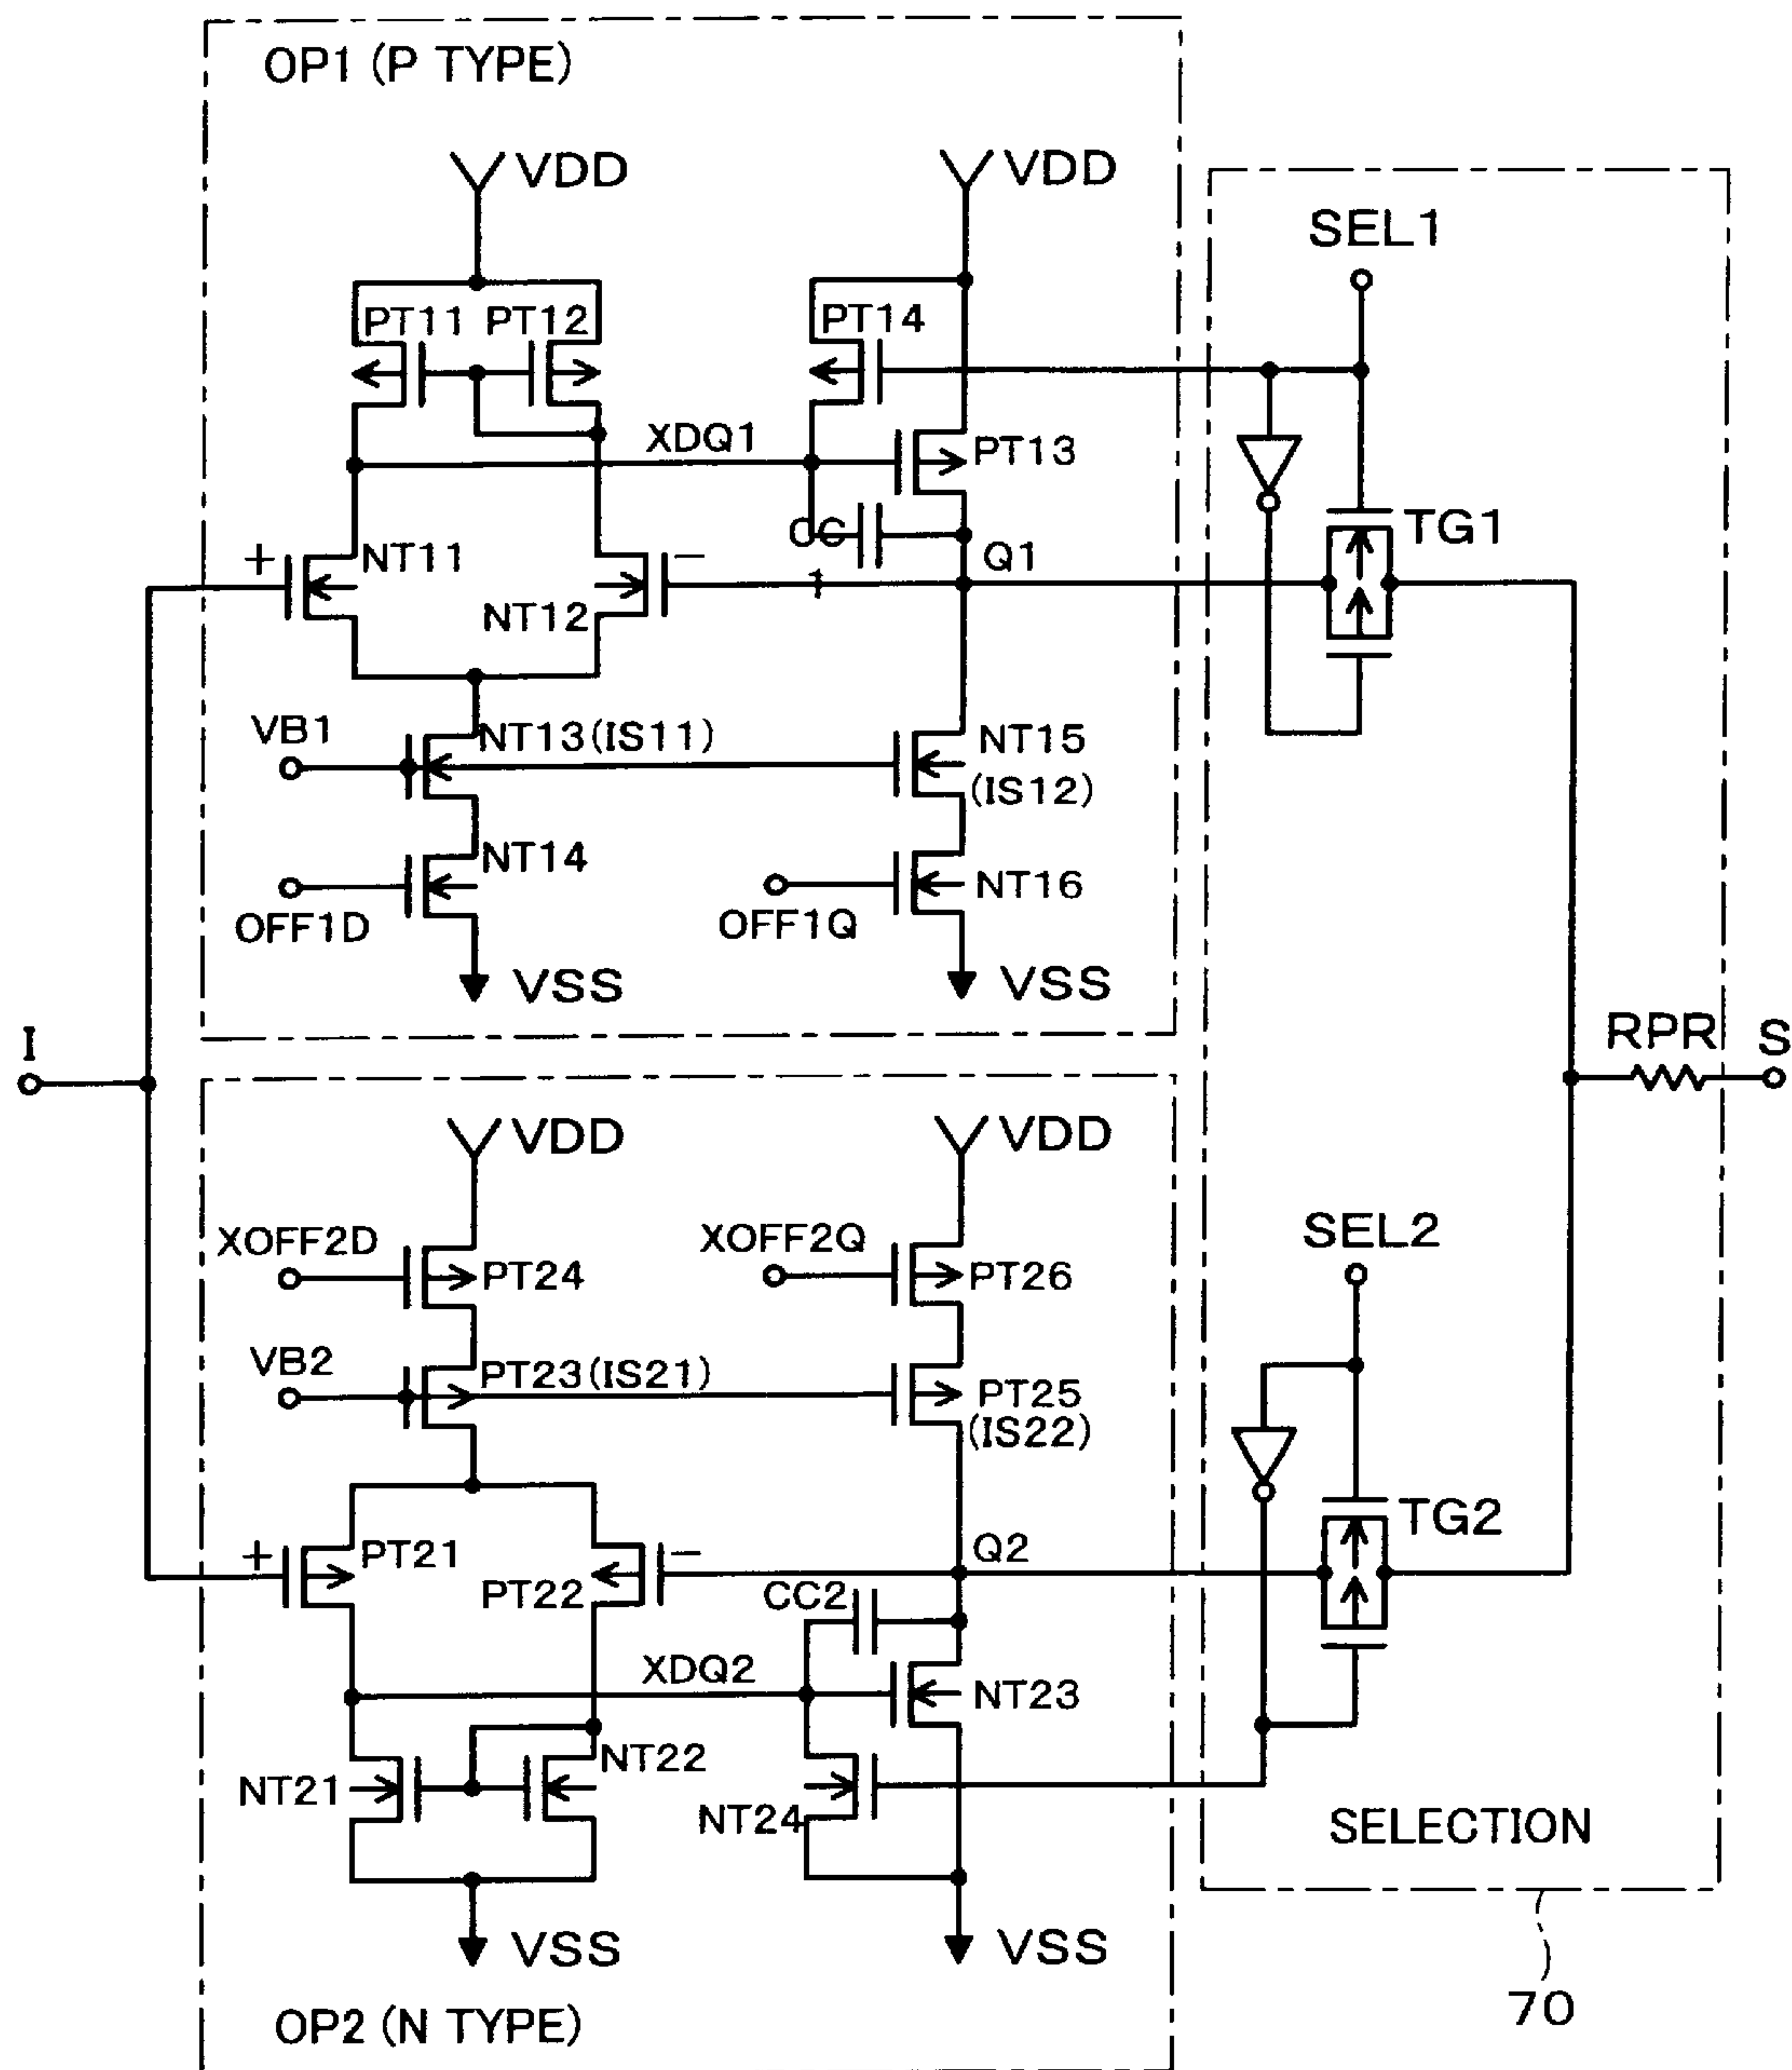 OP1 (P TYPE)
VDD
VDD
SEL1
PT11
PT12
PT14
XDQ1
PT13
TG1
CC
1
Q1
+
NT11
−
NT12
VB1
NT13(IS11)
NT15
(IS12)
NT14
NT16
OFF1D
OFF1Q
VSS
VSS
I
RPR
S
VDD
VDD
XOFF2D
PT24
XOFF2Q
PT26
SEL2
VB2
PT23(IS21)
PT25
(IS22)
TG2
+
PT21
−
PT22
Q2
CC2
XDQ2
NT23
NT21
NT22
NT24
SELECTION
VSS
VSS
70
OP2 (N TYPE)